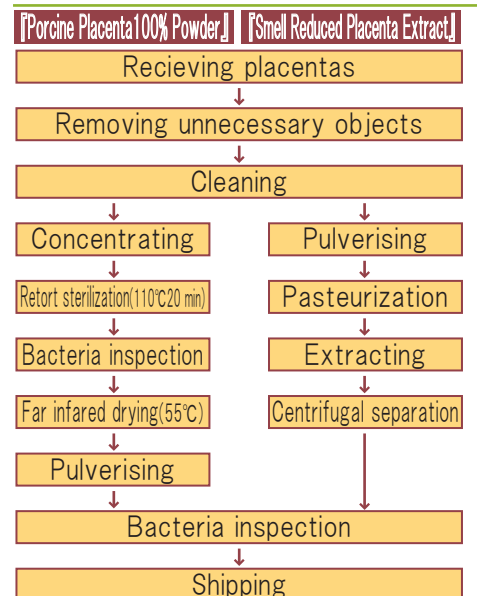 『Porcine Placenta100% Powder』
『Smell Reduced Placenta Extract』
Recieving placentas
↓
Removing unnecessary objects
↓
Cleaning
↓ ↓
Concentrating
Pulverising
↓ ↓
Retort sterilization(110℃20 min)
Pasteurization
↓ ↓
Bacteria inspection
Extracting
↓ ↓
Far infared drying(55℃)
Centrifugal separation
↓
Pulverising
↓ ↓
Bacteria inspection
↓
Shipping